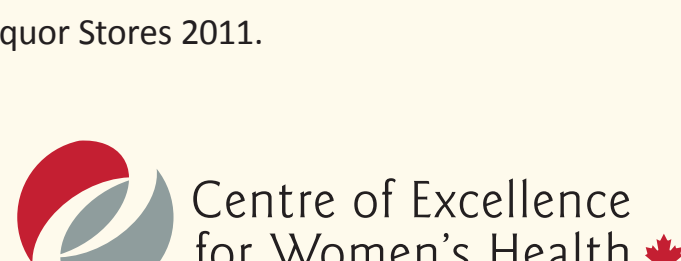 quor Stores 2011.
Centre of Excellence
for Women's Health